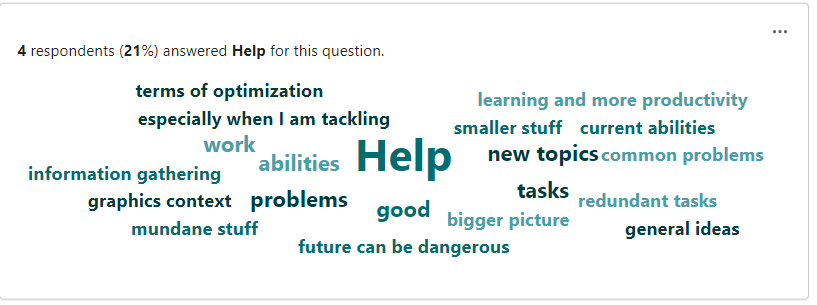 ...
4 respondents (21%) answered Help for this question.
terms of optimization
learning and more productivity
especially when I am tackling
smaller stuff
current abilities
work
Help
new topics
common problems
abilities
information gathering
tasks
graphics context
problems
redundant tasks
good
bigger picture
mundane stuff
general ideas
future can be dangerous